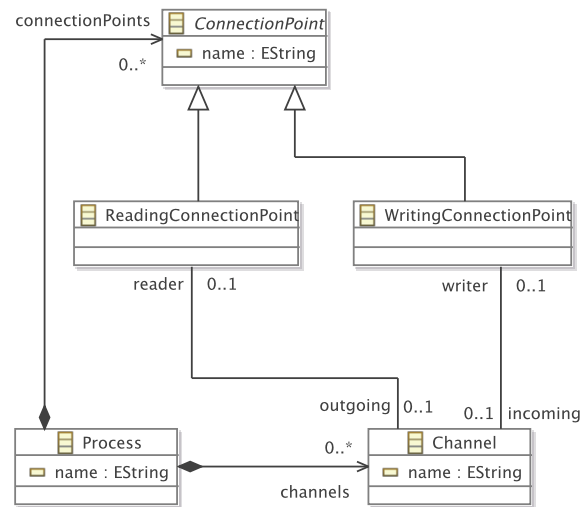 connectionPoints
ConnectionPoint
name : EString
0..*
ReadingConnectionPoint
WritingConnectionPoint
reader
0..1
writer
0..1
outgoing
0..1
0..1
incoming
Process
name : EString
0..*
channels
Channel
name : EString